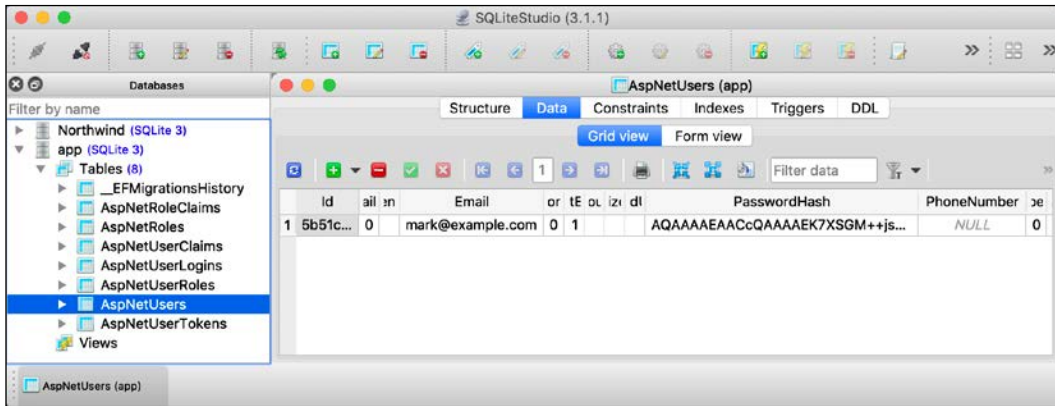 SQLiteStudio (3.1.1)
Databases
Filter by name
Northwind (SQLite 3)
app (SQLite 3)
Tables (8)
__EFMigrationsHistory
AspNetRoleClaims
AspNetRoles
AspNetUserClaims
AspNetUserLogins
AspNetUserRoles
AspNetUsers
AspNetUserTokens
Views
AspNetUsers (app)
Structure Data Constraints Indexes Triggers DDL
Grid view Form view
1 Filter data
Id ail Email or tE PasswordHash PhoneNumber
1 5b51c... 0 mark@example.com 0 1 AQAAAAEAACcQAAAAEK7XSGM++js... NULL 0
AspNetUsers (app)